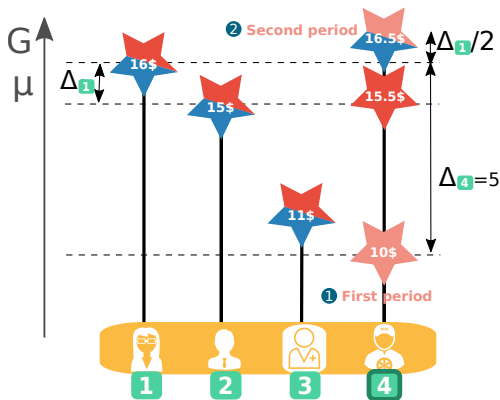 G
μ
❷ Second period
16.5$
Δ1/2
16$
Δ1
15$
15.5$
Δ4=5
11$
10$
❶ First period
1
2
3
4